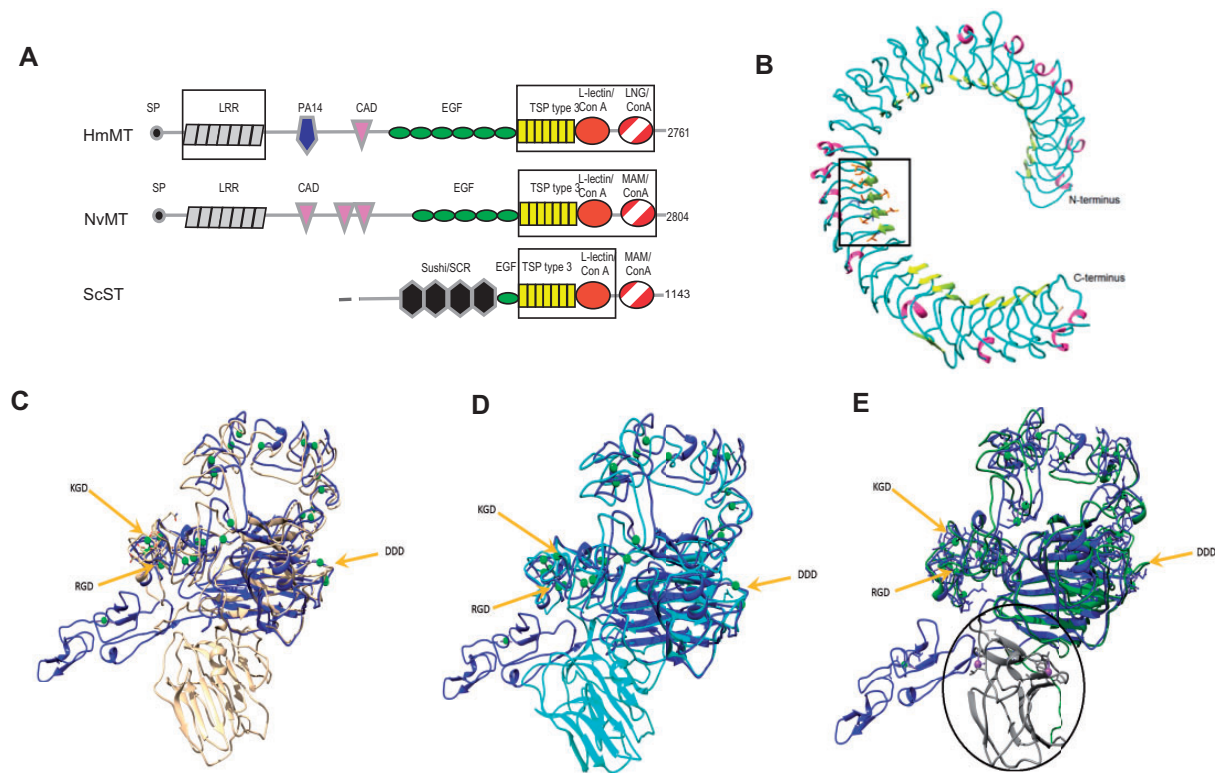 A
SP LRR PA14 CAD EGF TSP type 3 L-lectin/ Con A LNG/ ConA
HmMT 2761
SP LRR CAD EGF TSP type 3 L-lectin/ Con A MAM/ ConA
NvMT 2804
Sushi/SCR EGF TSP type 3 L-lectin/ Con A MAM/ ConA
ScST 1143
B
N-terminus
C-terminus
C
KGD
RGD
DDD
D
KGD
RGD
DDD
E
KGD
RGD
DDD